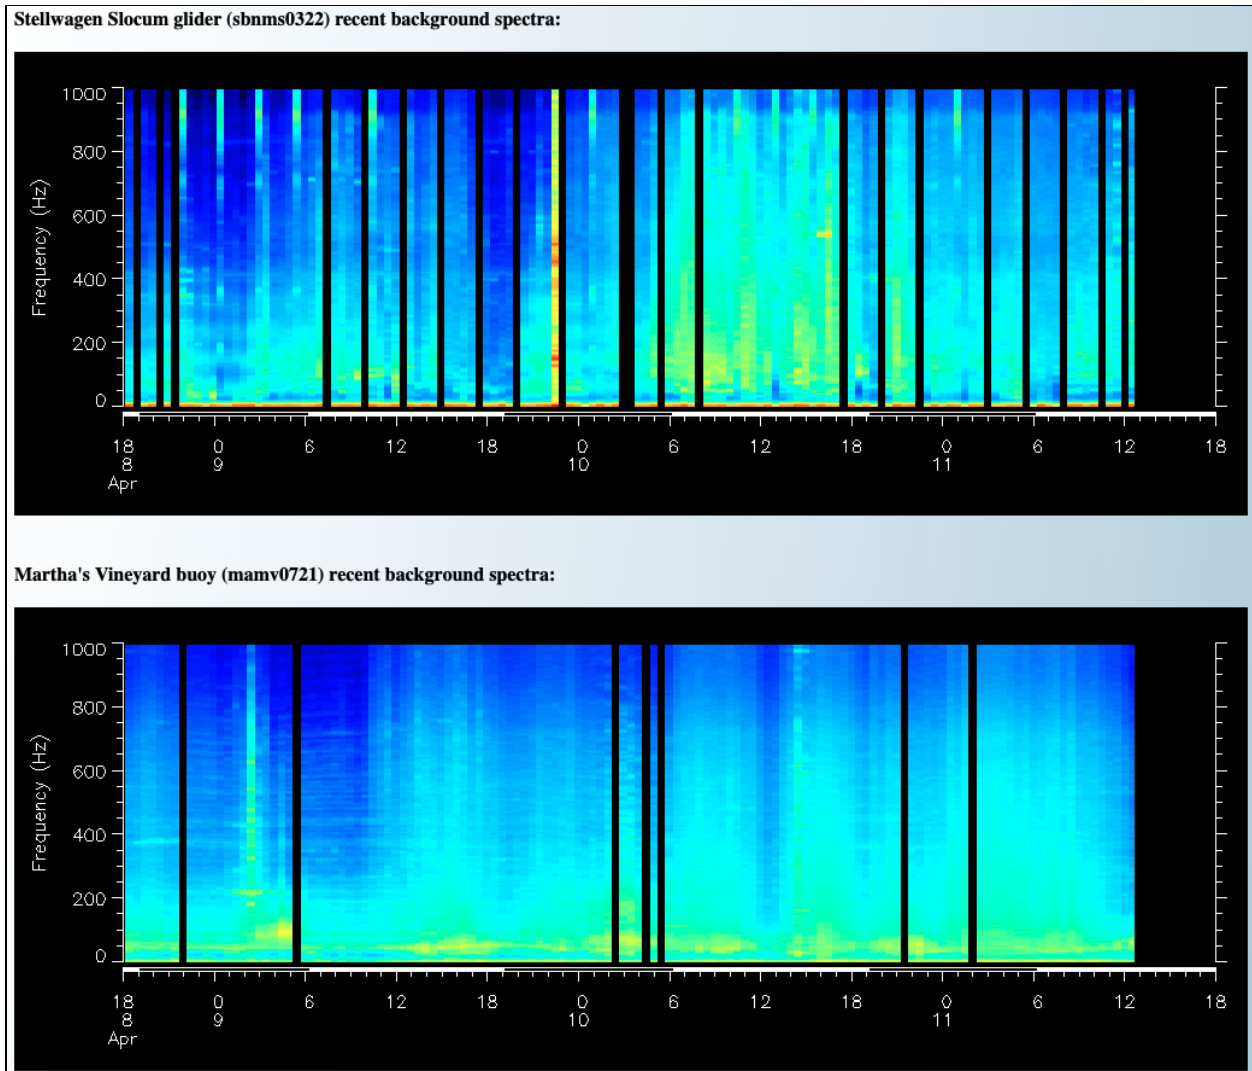 Stellwagen Slocum glider (sbnms0322) recent background spectra:
1000
800
600
400
200
0
Frequency (Hz)
18 0 6 12 18 0 6 12 18 0 6 12 18
8 9 10 11
Apr
Martha's Vineyard buoy (mamv0721) recent background spectra:
1000
800
600
400
200
0
Frequency (Hz)
18 0 6 12 18 0 6 12 18 0 6 12 18
8 9 10 11
Apr